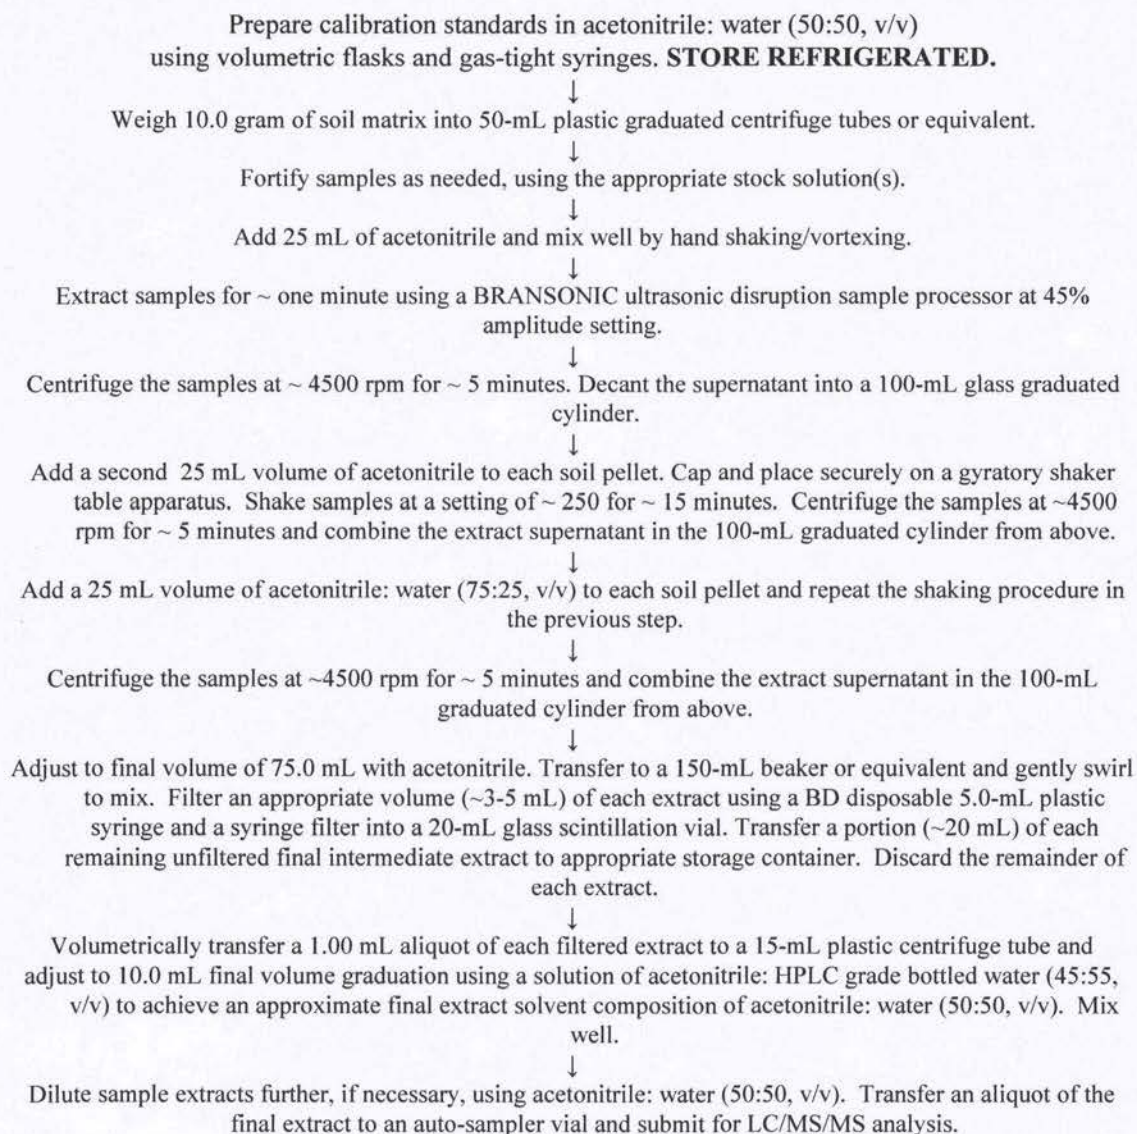 Prepare calibration standards in acetonitrile: water (50:50, v/v)
using volumetric flasks and gas-tight syringes. STORE REFRIGERATED.
↓
Weigh 10.0 gram of soil matrix into 50-mL plastic graduated centrifuge tubes or equivalent.
↓
Fortify samples as needed, using the appropriate stock solution(s).
↓
Add 25 mL of acetonitrile and mix well by hand shaking/vortexing.
↓
Extract samples for ~ one minute using a BRANSONIC ultrasonic disruption sample processor at 45%
amplitude setting.
↓
Centrifuge the samples at ~ 4500 rpm for ~ 5 minutes. Decant the supernatant into a 100-mL glass graduated
cylinder.
↓
Add a second 25 mL volume of acetonitrile to each soil pellet. Cap and place securely on a gyratory shaker
table apparatus. Shake samples at a setting of ~ 250 for ~ 15 minutes. Centrifuge the samples at ~4500
rpm for ~ 5 minutes and combine the extract supernatant in the 100-mL graduated cylinder from above.
↓
Add a 25 mL volume of acetonitrile: water (75:25, v/v) to each soil pellet and repeat the shaking procedure in
the previous step.
↓
Centrifuge the samples at ~4500 rpm for ~ 5 minutes and combine the extract supernatant in the 100-mL
graduated cylinder from above.
↓
Adjust to final volume of 75.0 mL with acetonitrile. Transfer to a 150-mL beaker or equivalent and gently swirl
to mix. Filter an appropriate volume (~3-5 mL) of each extract using a BD disposable 5.0-mL plastic
syringe and a syringe filter into a 20-mL glass scintillation vial. Transfer a portion (~20 mL) of each
remaining unfiltered final intermediate extract to appropriate storage container. Discard the remainder of
each extract.
↓
Volumetrically transfer a 1.00 mL aliquot of each filtered extract to a 15-mL plastic centrifuge tube and
adjust to 10.0 mL final volume graduation using a solution of acetonitrile: HPLC grade bottled water (45:55,
v/v) to achieve an approximate final extract solvent composition of acetonitrile: water (50:50, v/v). Mix
well.
↓
Dilute sample extracts further, if necessary, using acetonitrile: water (50:50, v/v). Transfer an aliquot of the
final extract to an auto-sampler vial and submit for LC/MS/MS analysis.